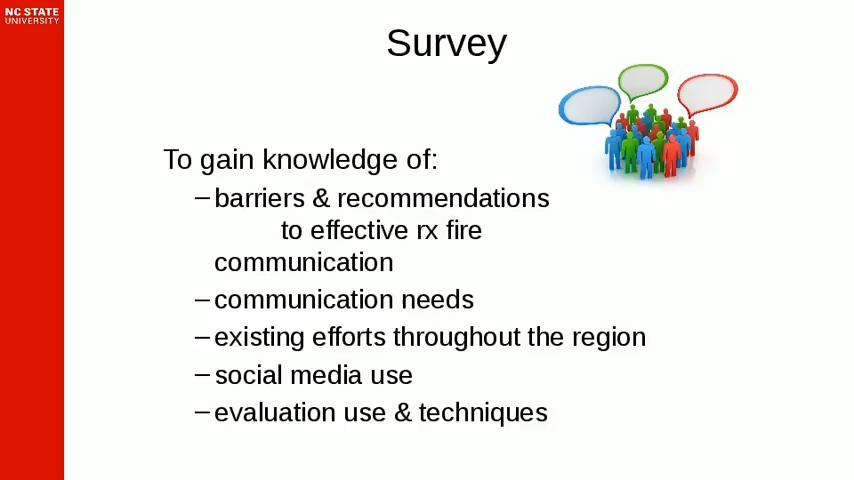 NC STATE
UNIVERSITY
Survey
To gain knowledge of:
– barriers & recommendations
to effective rx fire
communication
– communication needs
– existing efforts throughout the region
– social media use
– evaluation use & techniques